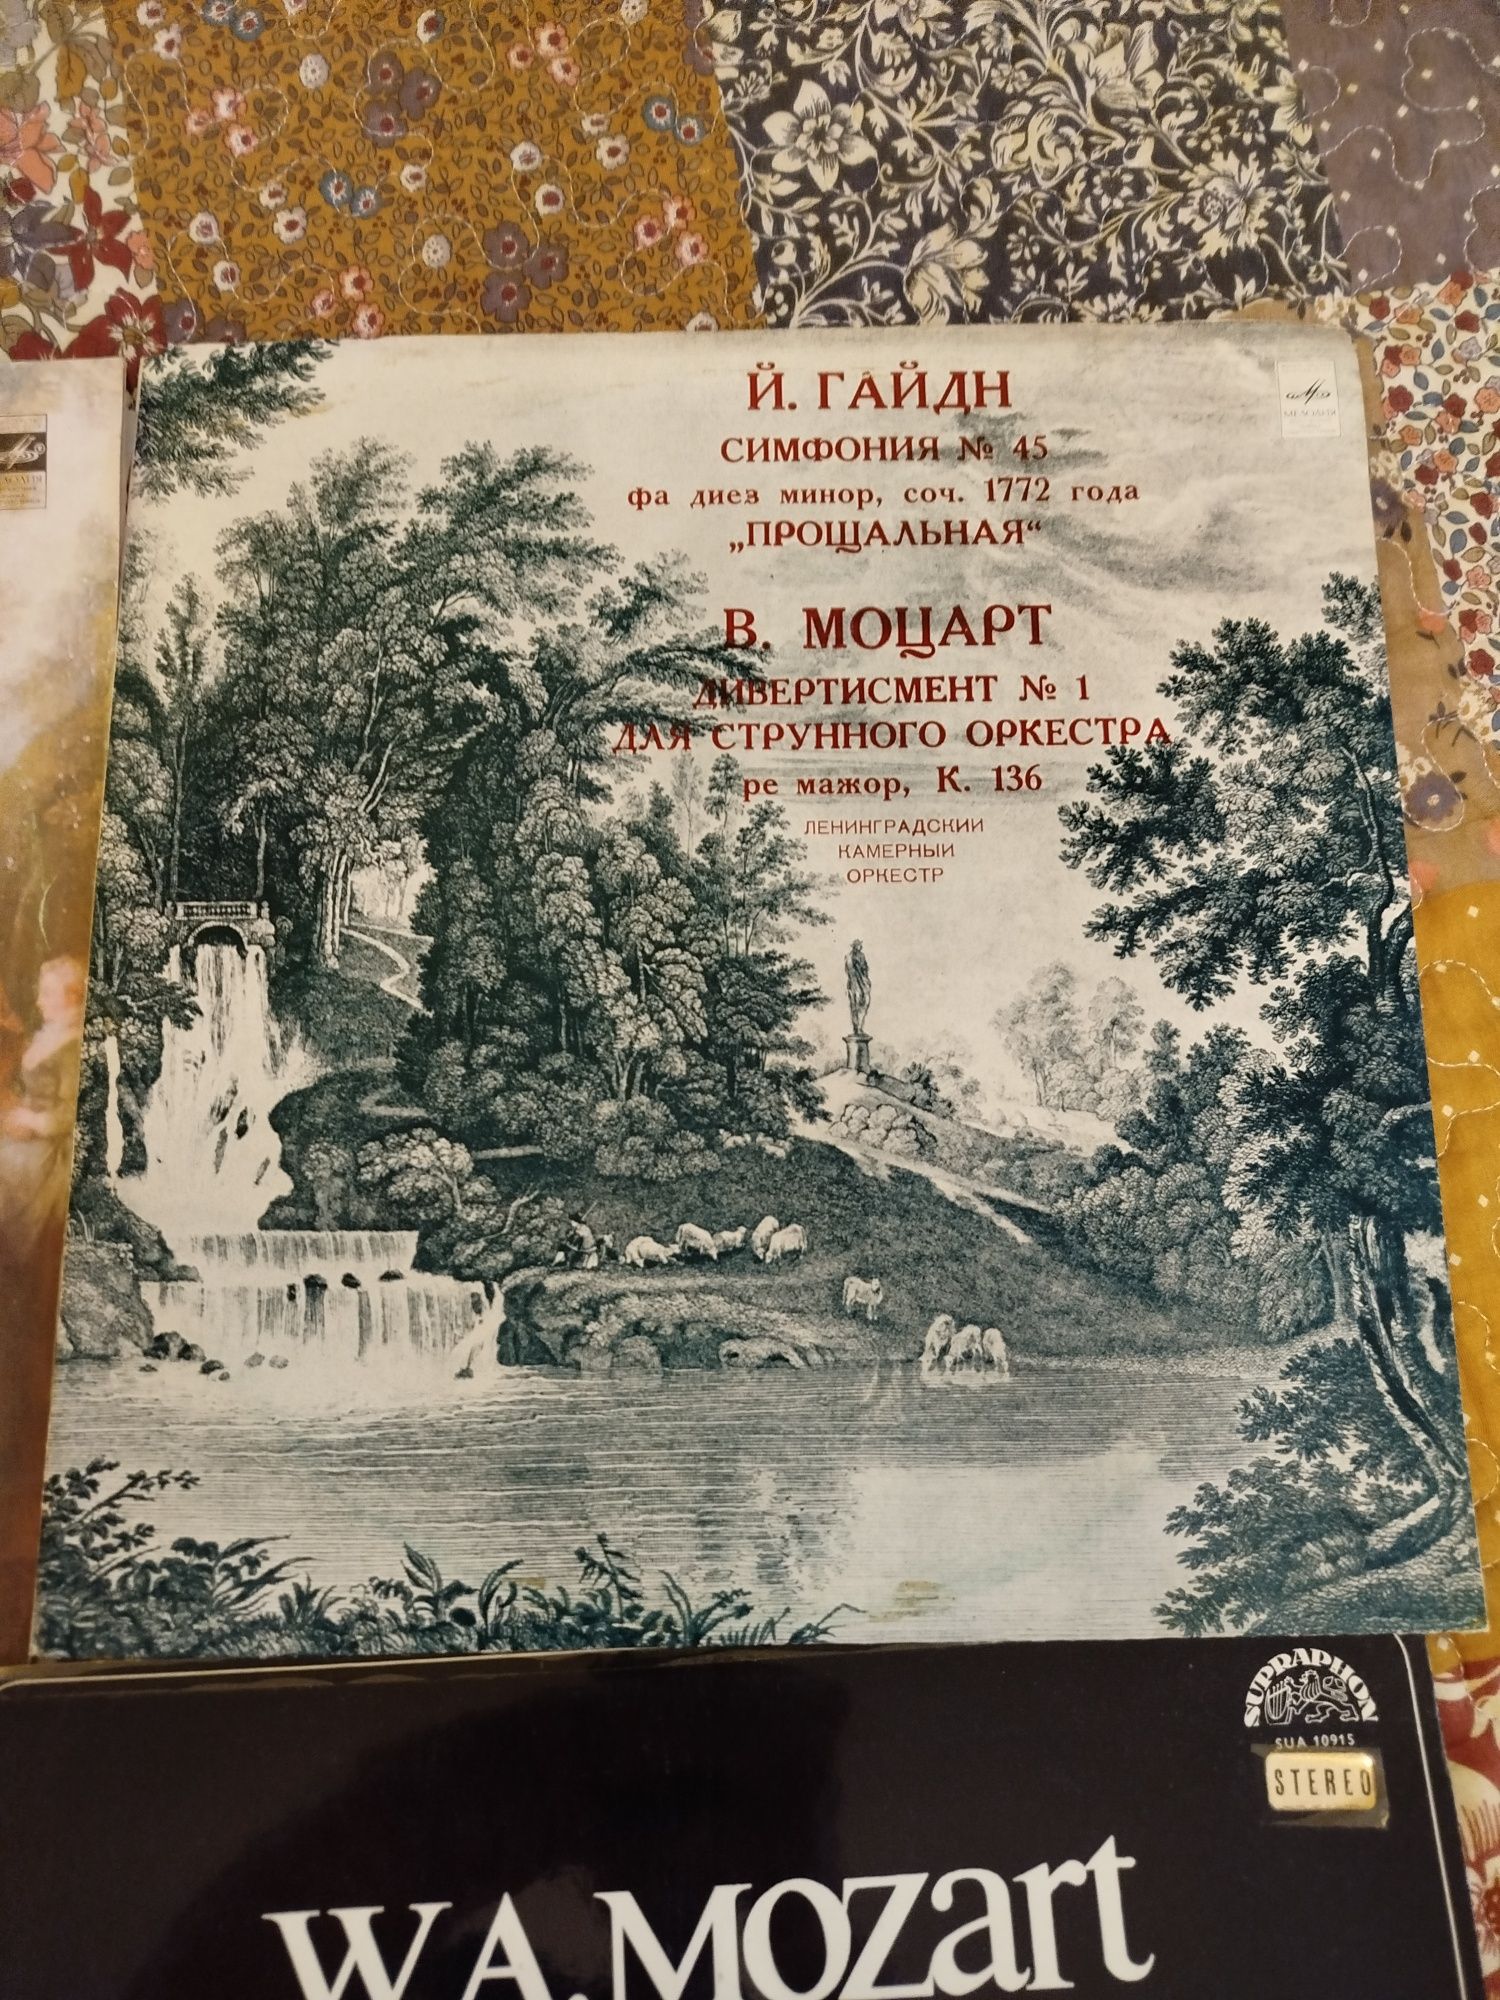 Й. ГАЙДН
СИМФОНИЯ № 45
фа диез минор, соч. 1772 года
„ПРОЩАЛЬНАЯ“
МЕЛОДИЯ
В. МОЦАРТ
ДИВЕРТИСМЕНТ № 1
ДЛЯ СТРУННОГО ОРКЕСТРА
ре мажор, К. 136
ЛЕНИНГРАДСКИЙ
КАМЕРНЫЙ
ОРКЕСТР
SUPRAPHON
SUA 10915
STEREO
W.A.Mozart